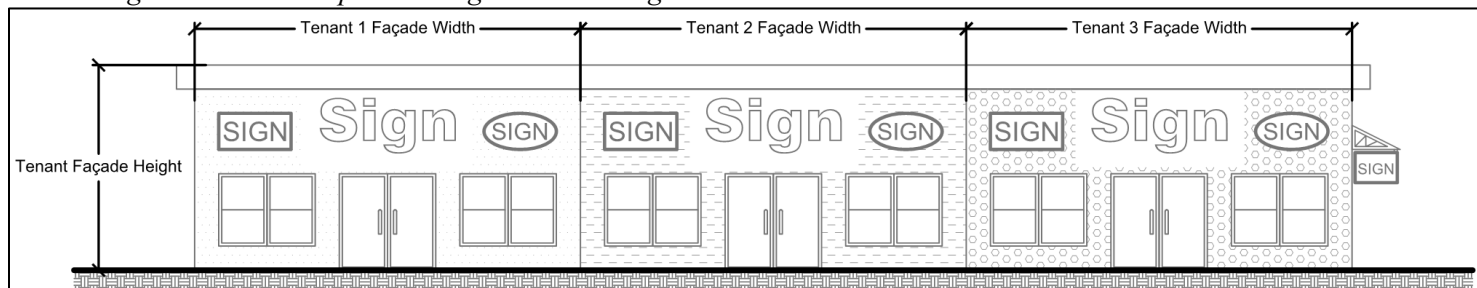 Tenant 1 Façade Width
Tenant 2 Façade Width
Tenant 3 Façade Width
SIGN Sign SIGN
SIGN Sign SIGN
SIGN Sign SIGN
Tenant Façade Height
SIGN